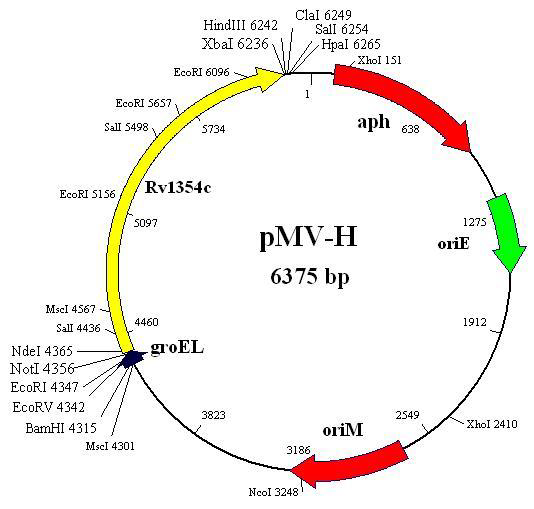 HindIII 6242
ClaI 6249
XbaI 6236
SalI 6254
HpaI 6265
EcoRI 6096
XhoI 151
1
EcoRI 5657
5734
SalI 5498
aph
638
EcoRI 5156
Rv1354c
5097
pMV-H
6375 bp
1275
oriE
MscI 4567
SalI 4436
4460
1912
NdeI 4365
groEL
NotI 4356
EcoRI 4347
EcoRV 4342
BamHI 4315
MscI 4301
3823
2549
XhoI 2410
oriM
3186
NcoI 3248